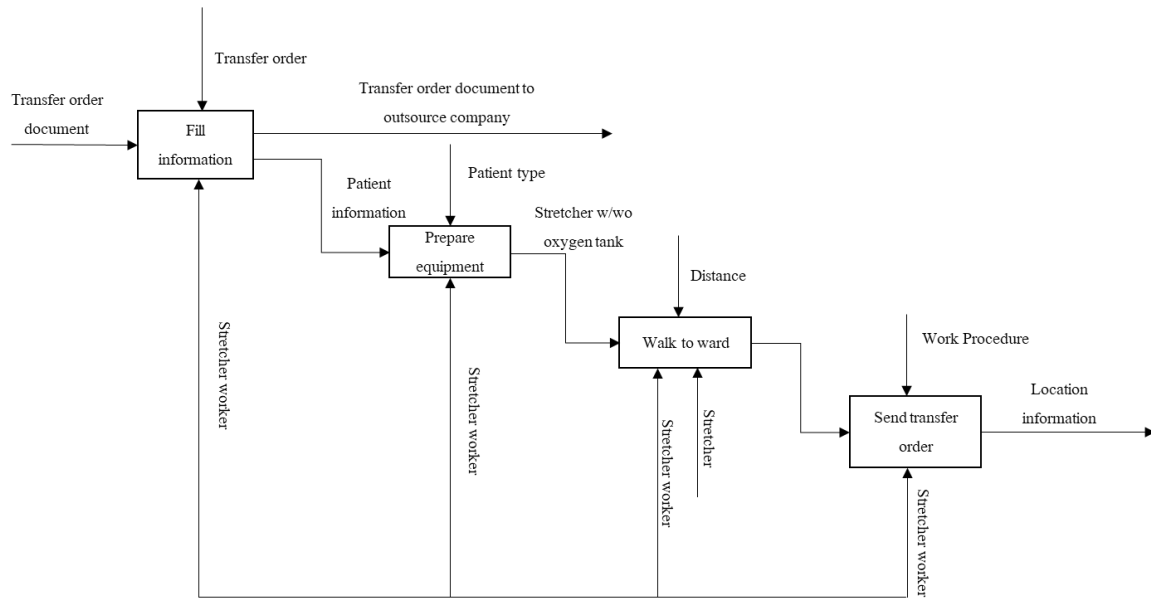 Transfer order
Transfer order
document
Fill
information
Transfer order document to
outsource company
Patient
information
Patient type
Prepare
equipment
Stretcher w/wo
oxygen tank
Distance
Walk to ward
Work Procedure
Send transfer
order
Location
information
Stretcher worker
Stretcher worker
Stretcher worker
Stretcher
Stretcher worker